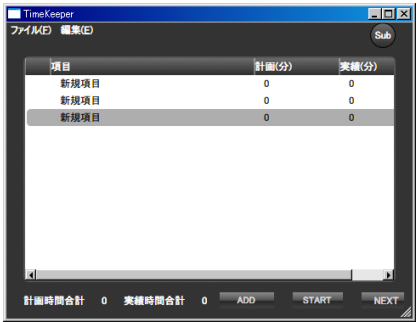 TimeKeeper
ファイル(F) 編集(E)
Sub
項目 計画(分) 実績(分)
新規項目 0 0
新規項目 0 0
新規項目 0 0
計画時間合計 0 実績時間合計 0 ADD START NEXT